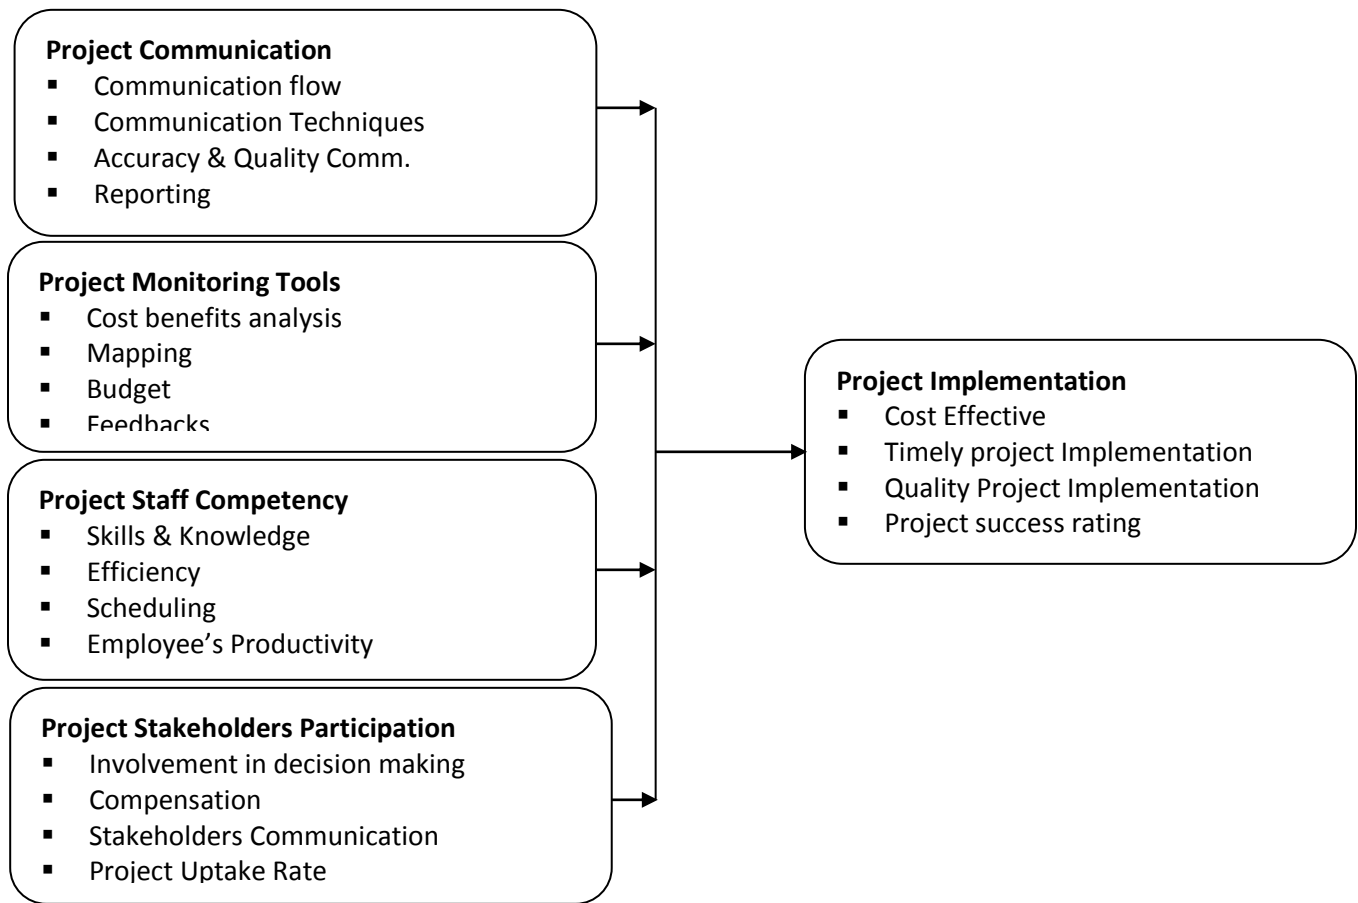 Project Communication
▪ Communication flow
▪ Communication Techniques
▪ Accuracy & Quality Comm.
▪ Reporting
Project Monitoring Tools
▪ Cost benefits analysis
▪ Mapping
▪ Budget
▪ Feedbacks
Project Staff Competency
▪ Skills & Knowledge
▪ Efficiency
▪ Scheduling
▪ Employee’s Productivity
Project Stakeholders Participation
▪ Involvement in decision making
▪ Compensation
▪ Stakeholders Communication
▪ Project Uptake Rate
Project Implementation
▪ Cost Effective
▪ Timely project Implementation
▪ Quality Project Implementation
▪ Project success rating